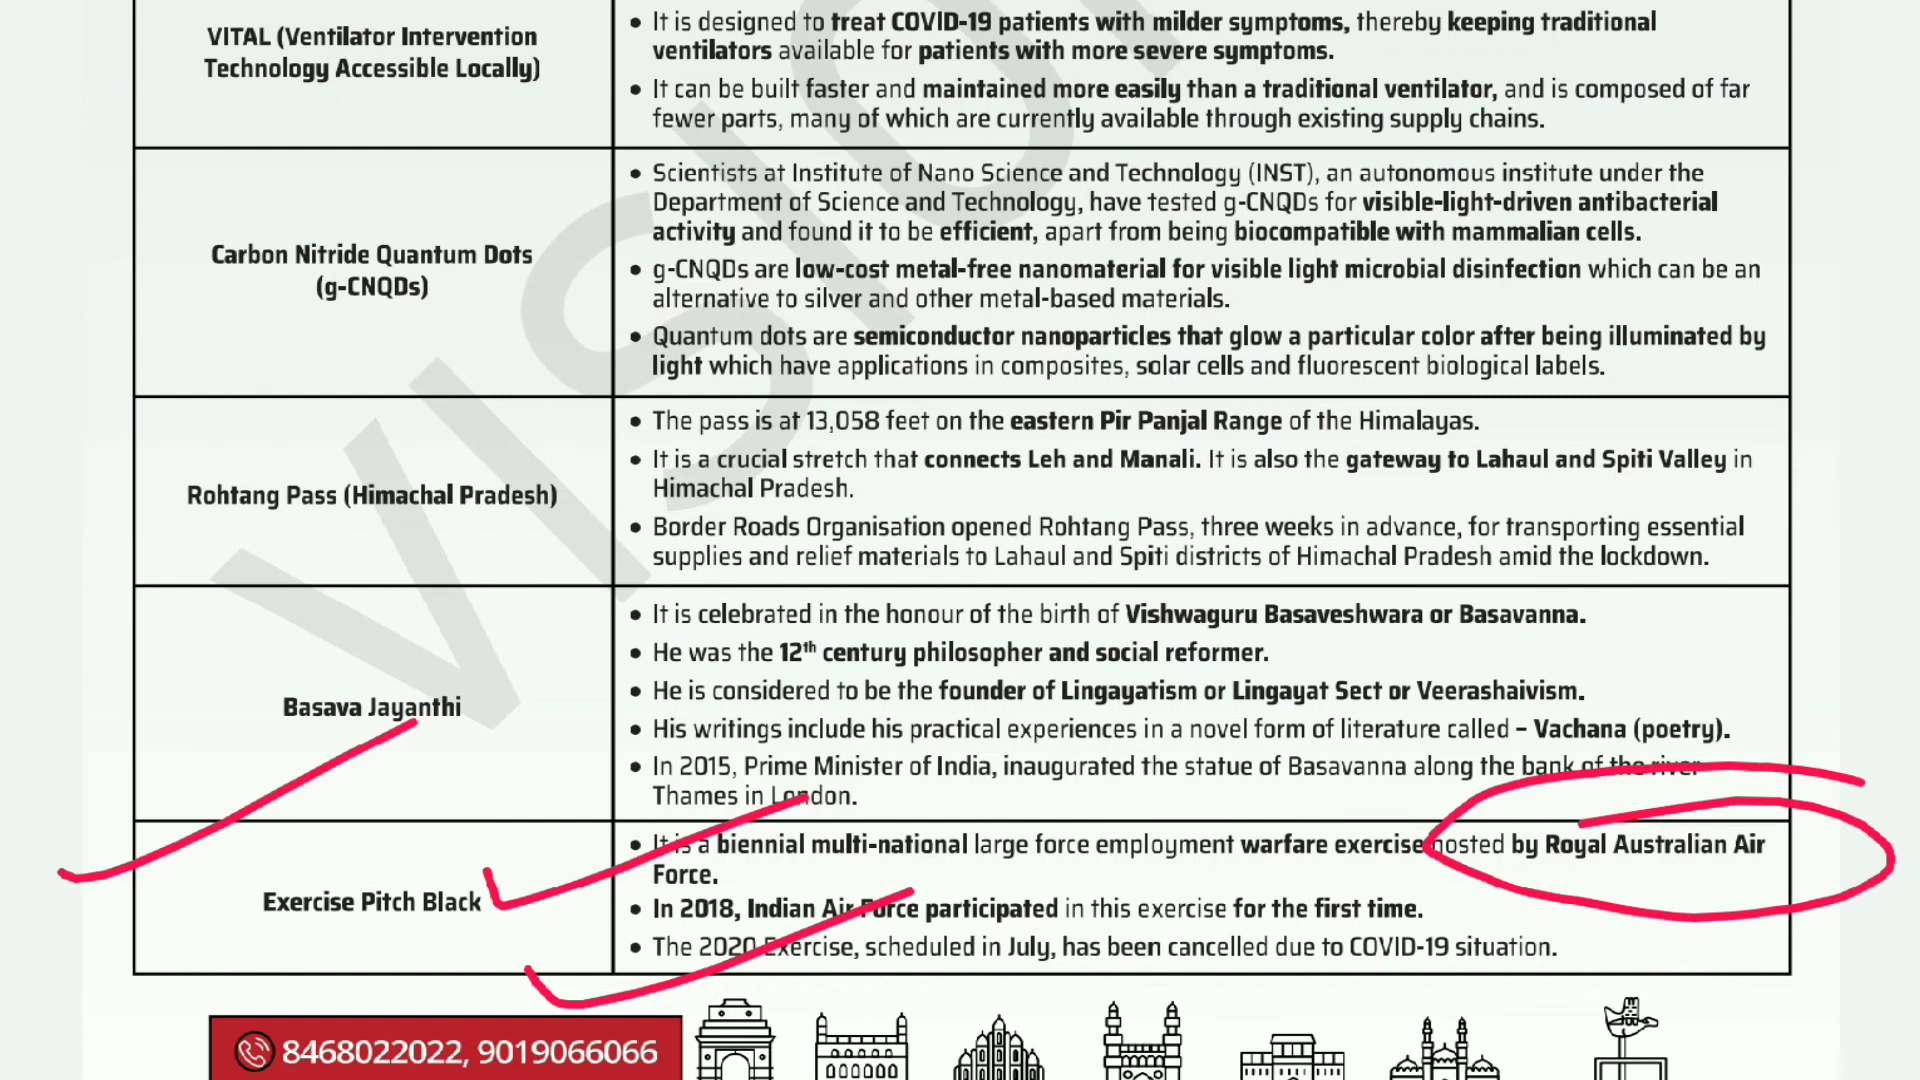 VITAL (Ventilator Intervention
Technology Accessible Locally)
• It is designed to treat COVID-19 patients with milder symptoms, thereby keeping traditional
ventilators available for patients with more severe symptoms.
• It can be built faster and maintained more easily than a traditional ventilator, and is composed of far
fewer parts, many of which are currently available through existing supply chains.
Carbon Nitride Quantum Dots
(g-CNQDs)
• Scientists at Institute of Nano Science and Technology (INST), an autonomous institute under the
Department of Science and Technology, have tested g-CNQDs for visible-light-driven antibacterial
activity and found it to be efficient, apart from being biocompatible with mammalian cells.
• g-CNQDs are low-cost metal-free nanomaterial for visible light microbial disinfection which can be an
alternative to silver and other metal-based materials.
• Quantum dots are semiconductor nanoparticles that glow a particular color after being illuminated by
light which have applications in composites, solar cells and fluorescent biological labels.
Rohtang Pass (Himachal Pradesh)
• The pass is at 13,058 feet on the eastern Pir Panjal Range of the Himalayas.
• It is a crucial stretch that connects Leh and Manali. It is also the gateway to Lahaul and Spiti Valley in
Himachal Pradesh.
• Border Roads Organisation opened Rohtang Pass, three weeks in advance, for transporting essential
supplies and relief materials to Lahaul and Spiti districts of Himachal Pradesh amid the lockdown.
Basava Jayanthi
• It is celebrated in the honour of the birth of Vishwaguru Basaveshwara or Basavanna.
• He was the 12th century philosopher and social reformer.
• He is considered to be the founder of Lingayatism or Lingayat Sect or Veerashaivism.
• His writings include his practical experiences in a novel form of literature called – Vachana (poetry).
• In 2015, Prime Minister of India, inaugurated the statue of Basavanna along the bank of the river
Thames in London.
Exercise Pitch Black
• It is a biennial multi-national large force employment warfare exercise hosted by Royal Australian Air
Force.
• In 2018, Indian Air Force participated in this exercise for the first time.
• The 2020 Exercise, scheduled in July, has been cancelled due to COVID-19 situation.
8468022022, 9019066066